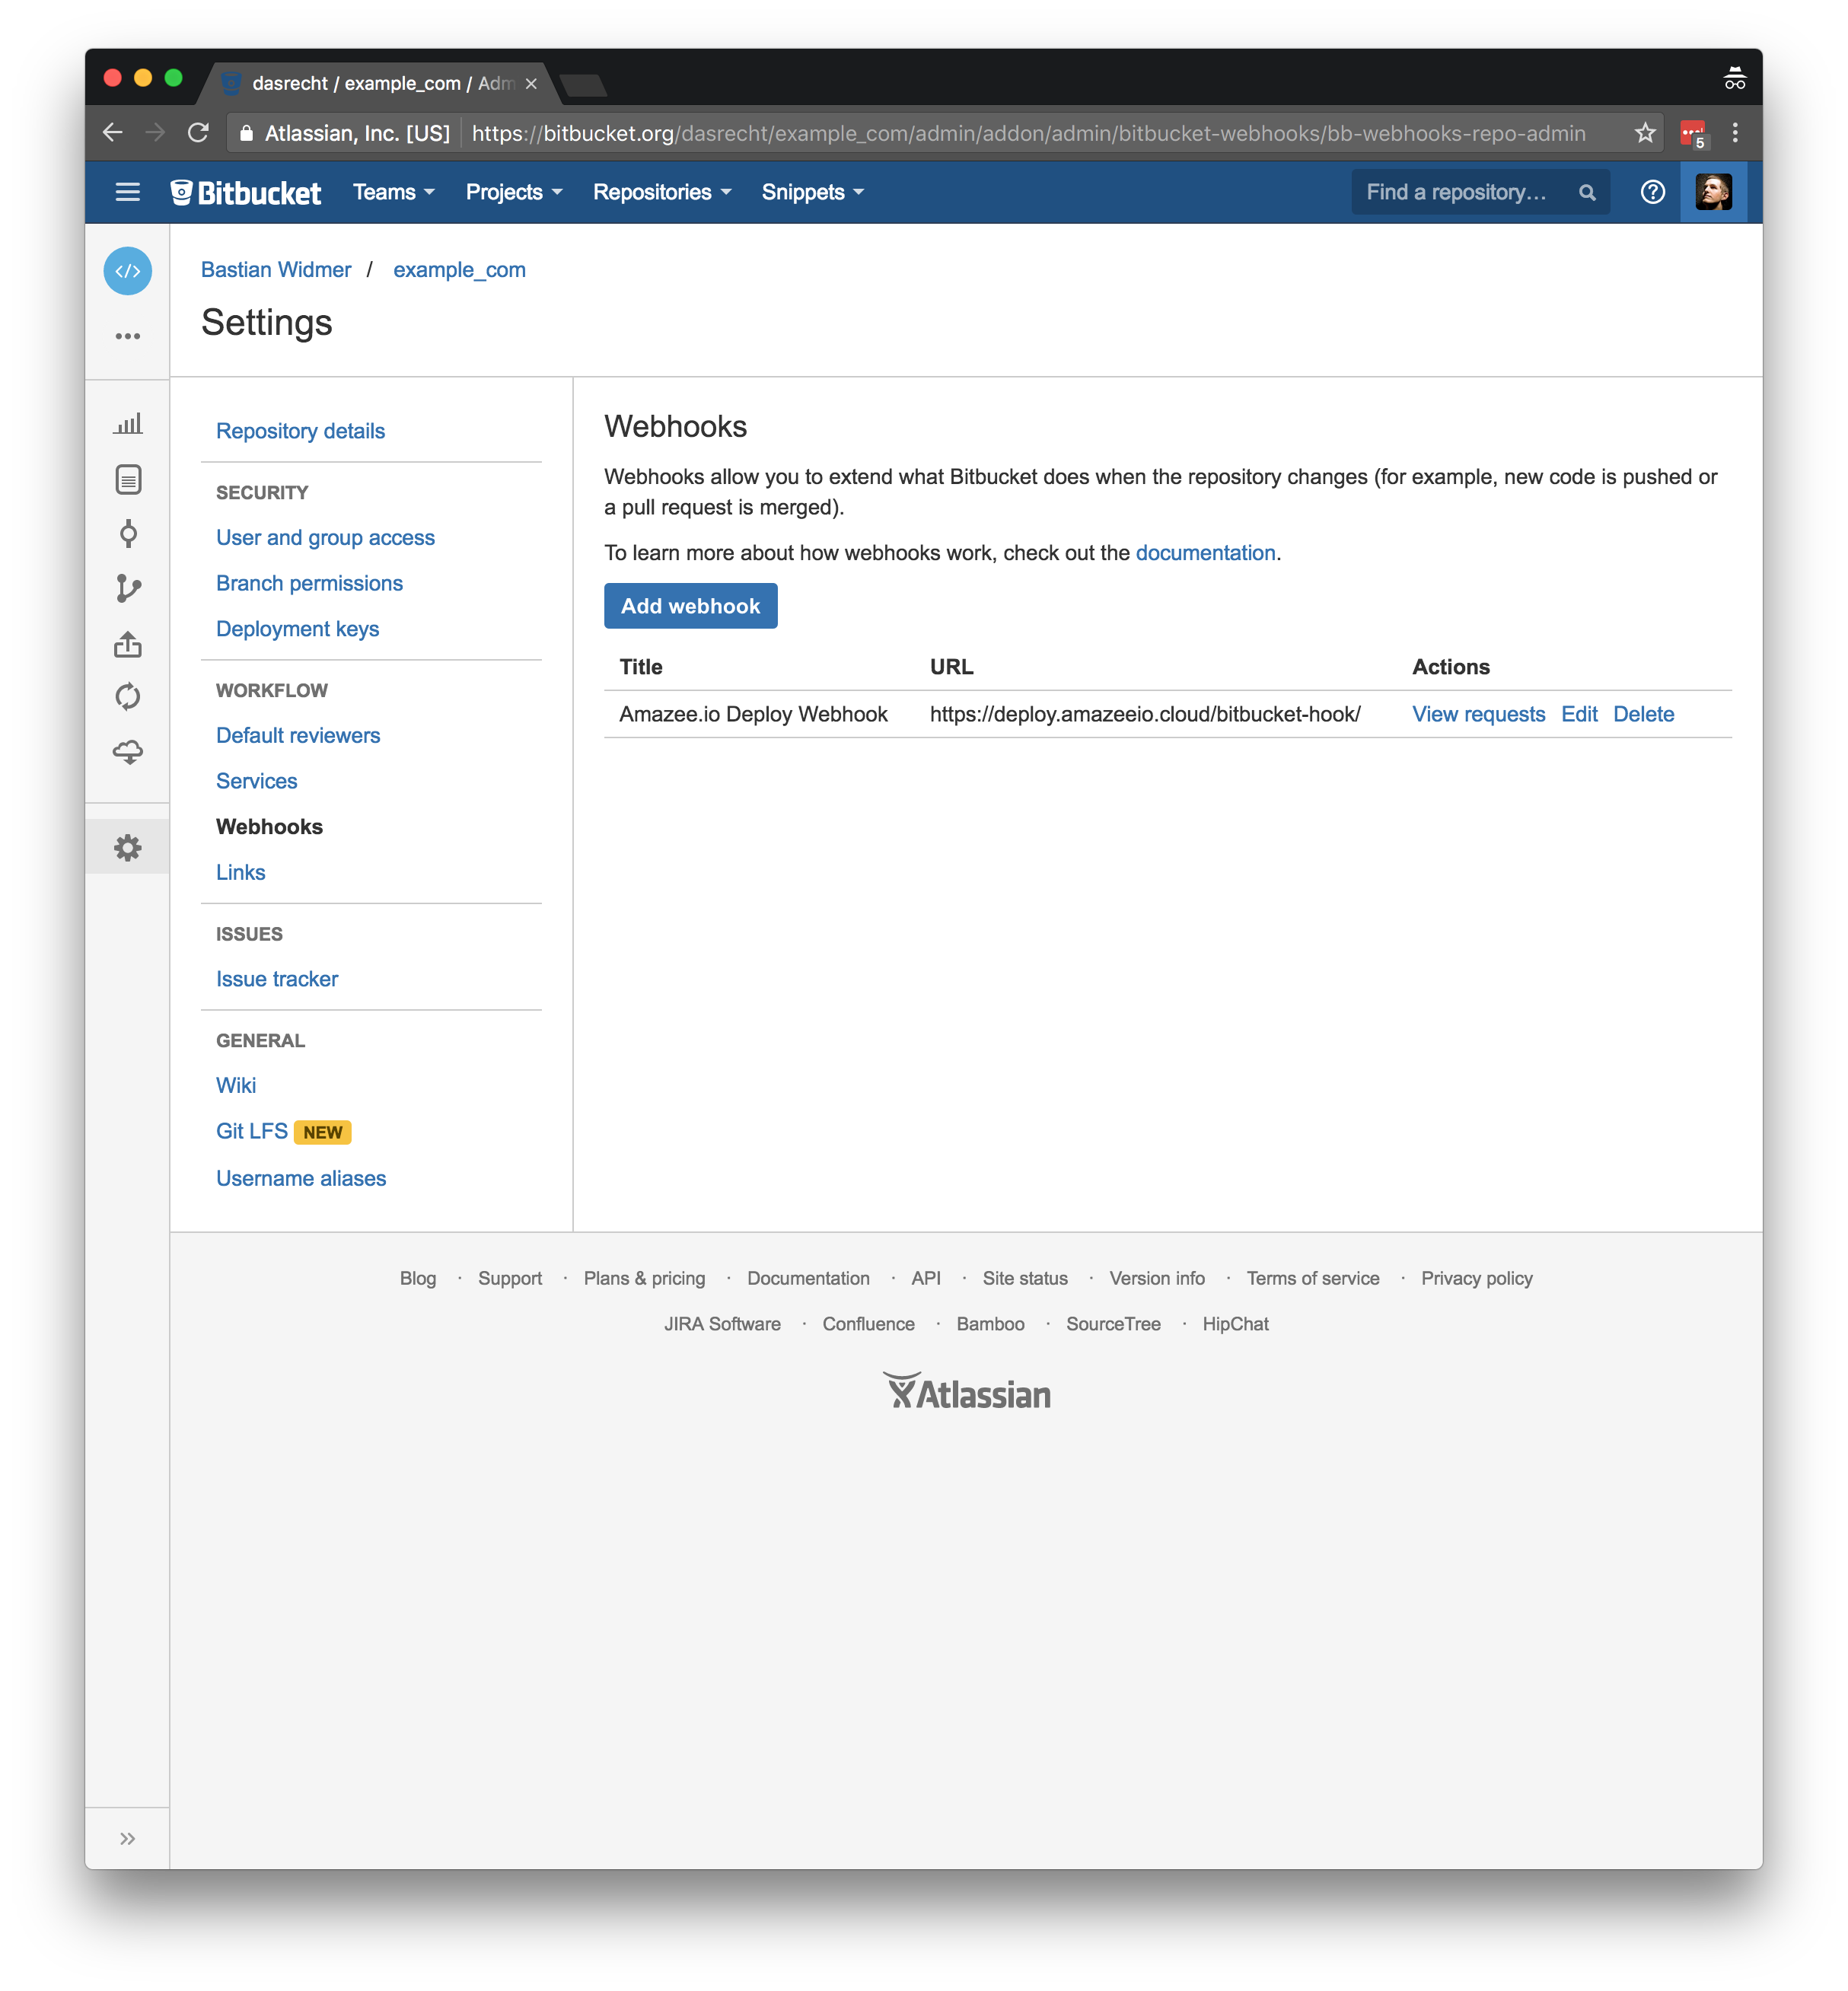 dasrecht / example_com / Adm
Atlassian, Inc. [US] https://bitbucket.org/dasrecht/example_com/admin/addon/admin/bitbucket-webhooks/bb-webhooks-repo-admin
5
Bitbucket Teams Projects Repositories Snippets Find a repository...
Bastian Widmer / example_com
Settings
Repository details
SECURITY
User and group access
Branch permissions
Deployment keys
WORKFLOW
Default reviewers
Services
Webhooks
Links
ISSUES
Issue tracker
GENERAL
Wiki
Git LFS NEW
Username aliases
Webhooks
Webhooks allow you to extend what Bitbucket does when the repository changes (for example, new code is pushed or
a pull request is merged).
To learn more about how webhooks work, check out the documentation.
Add webhook
Title URL Actions
Amazee.io Deploy Webhook https://deploy.amazeeio.cloud/bitbucket-hook/ View requests Edit Delete
Blog · Support · Plans & pricing · Documentation · API · Site status · Version info · Terms of service · Privacy policy
JIRA Software · Confluence · Bamboo · SourceTree · HipChat
Atlassian